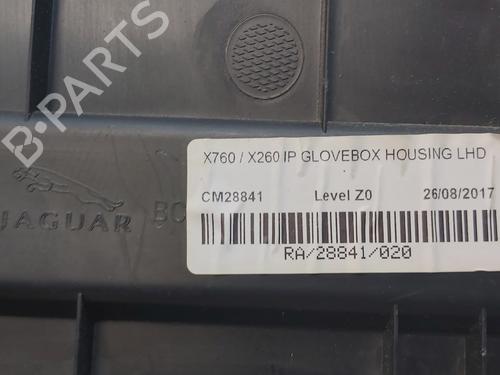 B-PARTS
X760 / X260 IP GLOVEBOX HOUSING LHD
CM28841 Level Z0 26/08/2017
RA/28841/020
JAGUAR